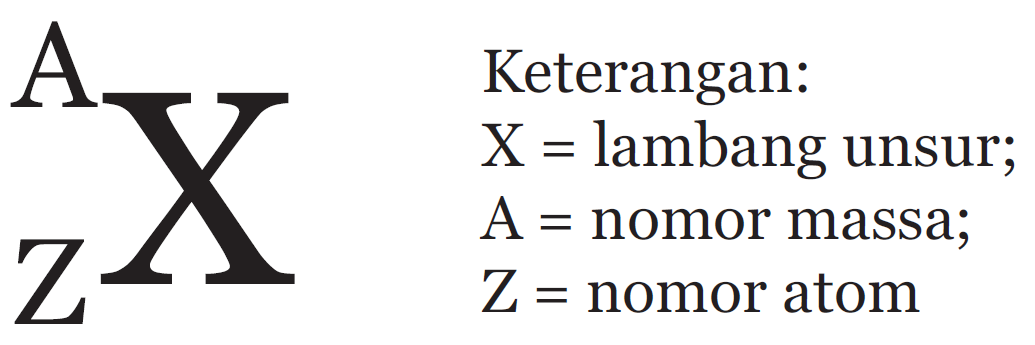 A
X
Z
Keterangan:
X = lambang unsur;
A = nomor massa;
Z = nomor atom